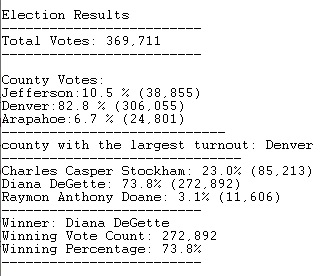 Election Results
-------------------------
Total Votes: 369,711
-------------------------
County Votes:
Jefferson:10.5 % (38,855)
Denver:82.8 % (306,055)
Arapahoe:6.7 % (24,801)
----------------------------
county with the largest turnout: Denver
------------------------------
Charles Casper Stockham: 23.0% (85,213)
Diana DeGette: 73.8% (272,892)
Raymon Anthony Doane: 3.1% (11,606)
-------------------------
Winner: Diana DeGette
Winning Vote Count: 272,892
Winning Percentage: 73.8%
-------------------------